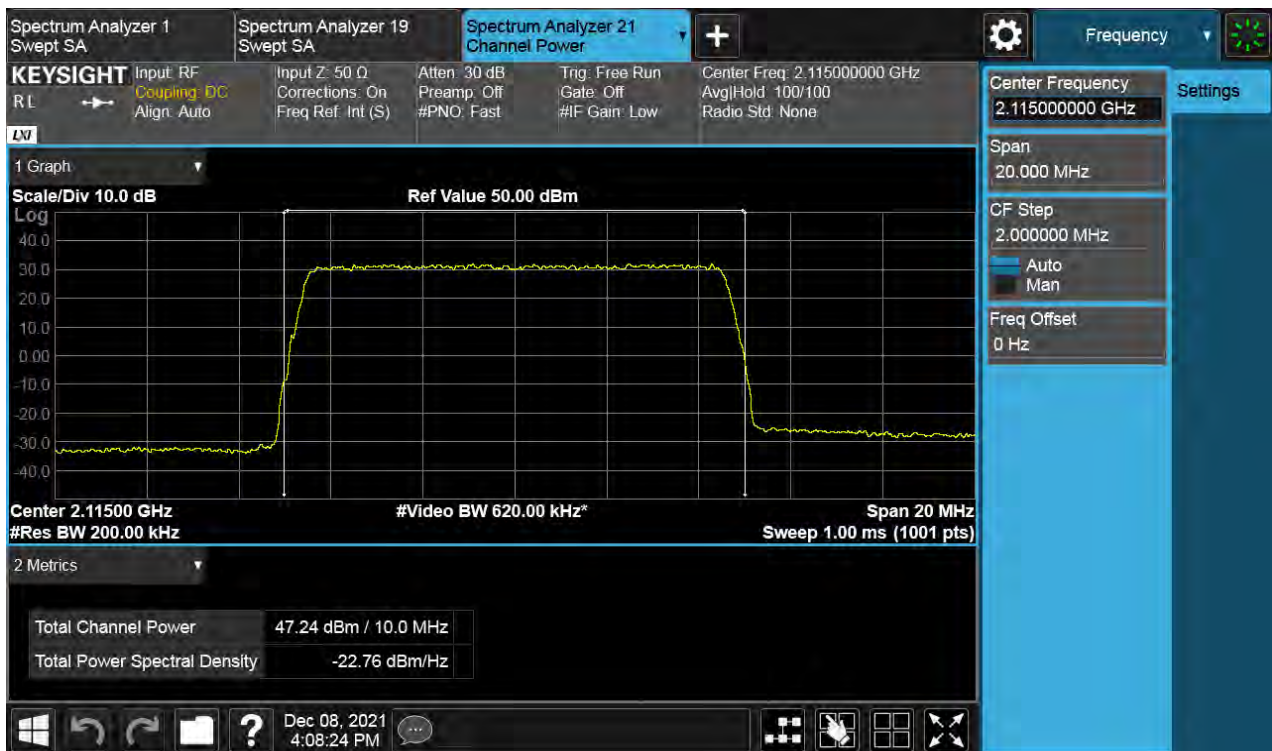 Spectrum Analyzer 1
Swept SA
Spectrum Analyzer 19
Swept SA
Spectrum Analyzer 21
Channel Power
Frequency
KEYSIGHT
RL
LXI
Input: RF
Coupling: DC
Align: Auto
Input Z: 50 Ω
Corrections: On
Freq Ref: Int (S)
Atten: 30 dB
Preamp: Off
#PNO: Fast
Trig: Free Run
Gate: Off
#IF Gain: Low
Center Freq: 2.115000000 GHz
Avg|Hold: 100/100
Radio Std: None
Center Frequency
2.115000000 GHz
Settings
Span
20.000 MHz
CF Step
2.000000 MHz
Auto
Man
Freq Offset
0 Hz
1 Graph
Scale/Div 10.0 dB
Ref Value 50.00 dBm
Log
40.0
30.0
20.0
10.0
0.00
-10.0
-20.0
-30.0
-40.0
Center 2.11500 GHz
#Video BW 620.00 kHz*
Span 20 MHz
#Res BW 200.00 kHz
Sweep 1.00 ms (1001 pts)
2 Metrics
Total Channel Power 47.24 dBm / 10.0 MHz
Total Power Spectral Density -22.76 dBm/Hz
?
Dec 08, 2021
4:08:24 PM